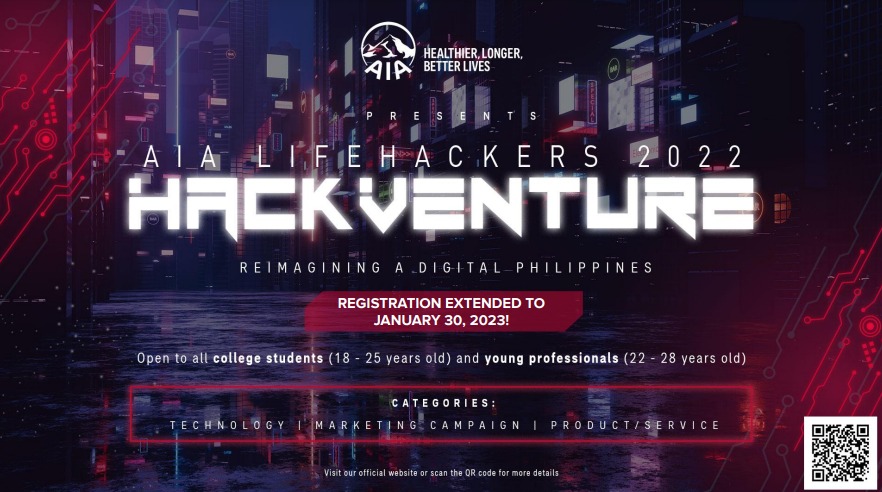 AIA
HEALTHIER, LONGER,
BETTER LIVES
PRESENTS
AIA LIFEHACKERS 2022
HACKVENTURE
REIMAGINING A DIGITAL PHILIPPINES
REGISTRATION EXTENDED TO
JANUARY 30, 2023!
Open to all college students (18 - 25 years old) and young professionals (22 - 28 years old)
CATEGORIES:
TECHNOLOGY | MARKETING CAMPAIGN | PRODUCT/SERVICE
Visit our official website or scan the QR code for more details